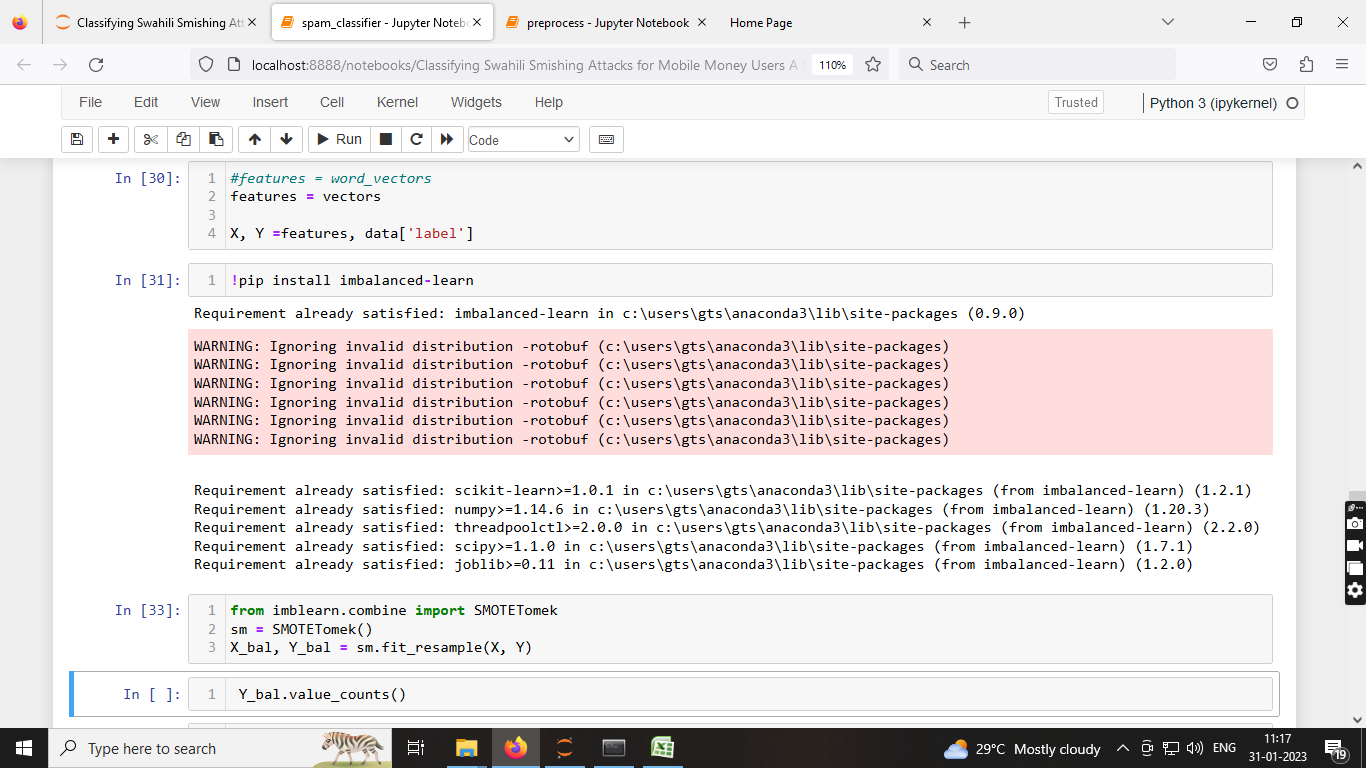 Classifying Swahili Smishing Att
spam_classifier - Jupyter Noteb
preprocess - Jupyter Notebook
Home Page
localhost:8888/notebooks/Classifying Swahili Smishing Attacks for Mobile Money Users A
110%
Search
File Edit View Insert Cell Kernel Widgets Help
Trusted
Python 3 (ipykernel)
Run
Code
In [30]:
1 #features = word_vectors
2 features = vectors
3
4 X, Y =features, data['label']
In [31]:
1 !pip install imbalanced-learn
Requirement already satisfied: imbalanced-learn in c:\users\gts\anaconda3\lib\site-packages (0.9.0)
WARNING: Ignoring invalid distribution -rotobuf (c:\users\gts\anaconda3\lib\site-packages)
WARNING: Ignoring invalid distribution -rotobuf (c:\users\gts\anaconda3\lib\site-packages)
WARNING: Ignoring invalid distribution -rotobuf (c:\users\gts\anaconda3\lib\site-packages)
WARNING: Ignoring invalid distribution -rotobuf (c:\users\gts\anaconda3\lib\site-packages)
WARNING: Ignoring invalid distribution -rotobuf (c:\users\gts\anaconda3\lib\site-packages)
WARNING: Ignoring invalid distribution -rotobuf (c:\users\gts\anaconda3\lib\site-packages)
Requirement already satisfied: scikit-learn>=1.0.1 in c:\users\gts\anaconda3\lib\site-packages (from imbalanced-learn) (1.2.1)
Requirement already satisfied: numpy>=1.14.6 in c:\users\gts\anaconda3\lib\site-packages (from imbalanced-learn) (1.20.3)
Requirement already satisfied: threadpoolctl>=2.0.0 in c:\users\gts\anaconda3\lib\site-packages (from imbalanced-learn) (2.2.0)
Requirement already satisfied: scipy>=1.1.0 in c:\users\gts\anaconda3\lib\site-packages (from imbalanced-learn) (1.7.1)
Requirement already satisfied: joblib>=0.11 in c:\users\gts\anaconda3\lib\site-packages (from imbalanced-learn) (1.2.0)
In [33]:
1 from imblearn.combine import SMOTETomek
2 sm = SMOTETomek()
3 X_bal, Y_bal = sm.fit_resample(X, Y)
In [ ]:
1 Y_bal.value_counts()
Type here to search
29°C Mostly cloudy
ENG
11:17
31-01-2023
19